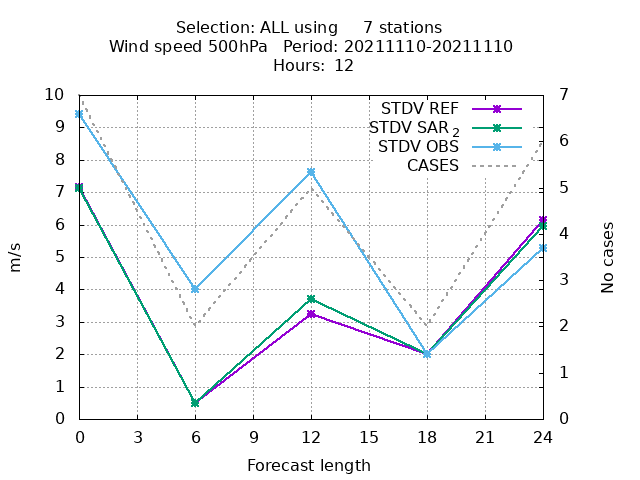 Selection: ALL using 7 stations
Wind speed 500hPa Period: 20211110-20211110
Hours: 12
STDV REF
STDV SAR 2
STDV OBS
CASES
10
9
8
7
6
5
4
3
2
1
0
m/s
7
6
5
4
3
2
1
0
No cases
0 3 6 9 12 15 18 21 24
Forecast length